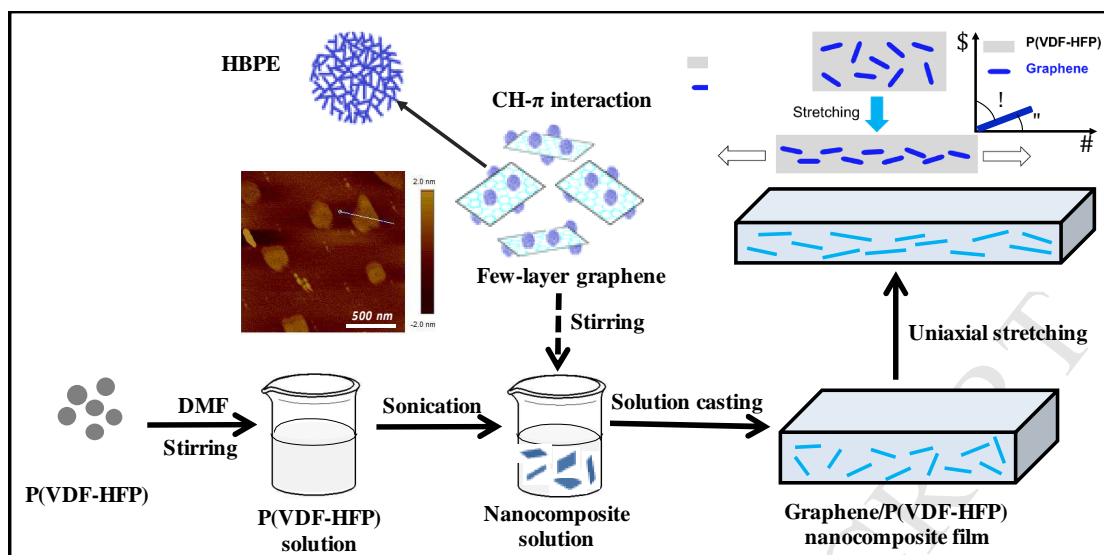 HBPE
CH-π interaction
2.0 nm
-2.0 nm
500 nm
Few-layer graphene
Stirring
$
P(VDF-HFP)
Graphene
Stretching
!
"
#
Uniaxial stretching
DMF
Stirring
Sonication
Solution casting
P(VDF-HFP)
P(VDF-HFP)
solution
Nanocomposite
solution
Graphene/P(VDF-HFP)
nanocomposite film
CRIPT